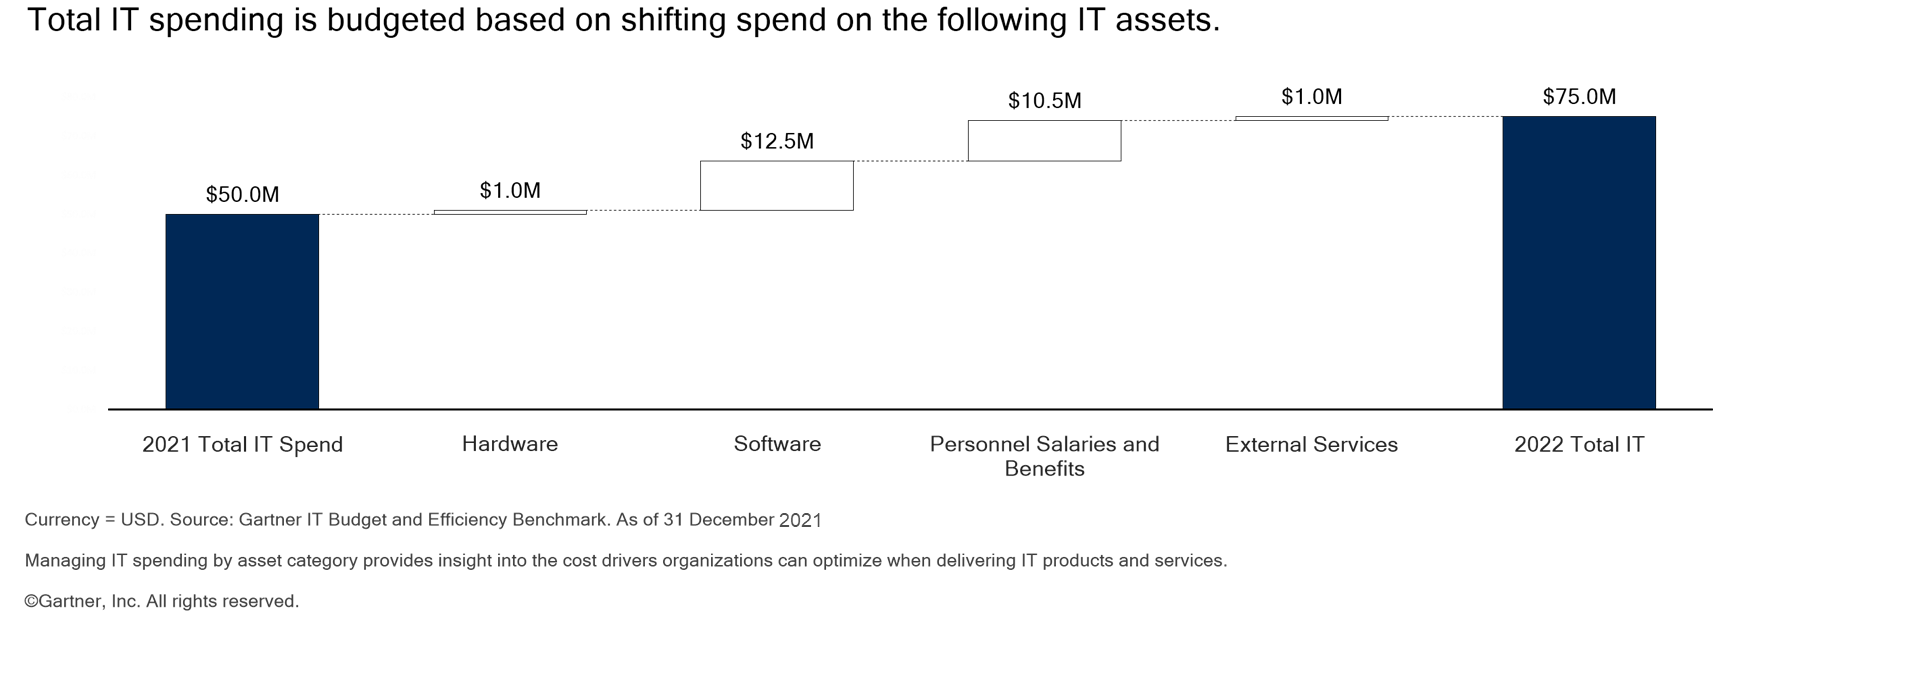 Total IT spending is budgeted based on shifting spend on the following IT assets.
$50.0M
$1.0M
$12.5M
$10.5M
$1.0M
$75.0M
2021 Total IT Spend
Hardware
Software
Personnel Salaries and
Benefits
External Services
2022 Total IT
Currency = USD. Source: Gartner IT Budget and Efficiency Benchmark. As of 31 December 2021
Managing IT spending by asset category provides insight into the cost drivers organizations can optimize when delivering IT products and services.
©Gartner, Inc. All rights reserved.